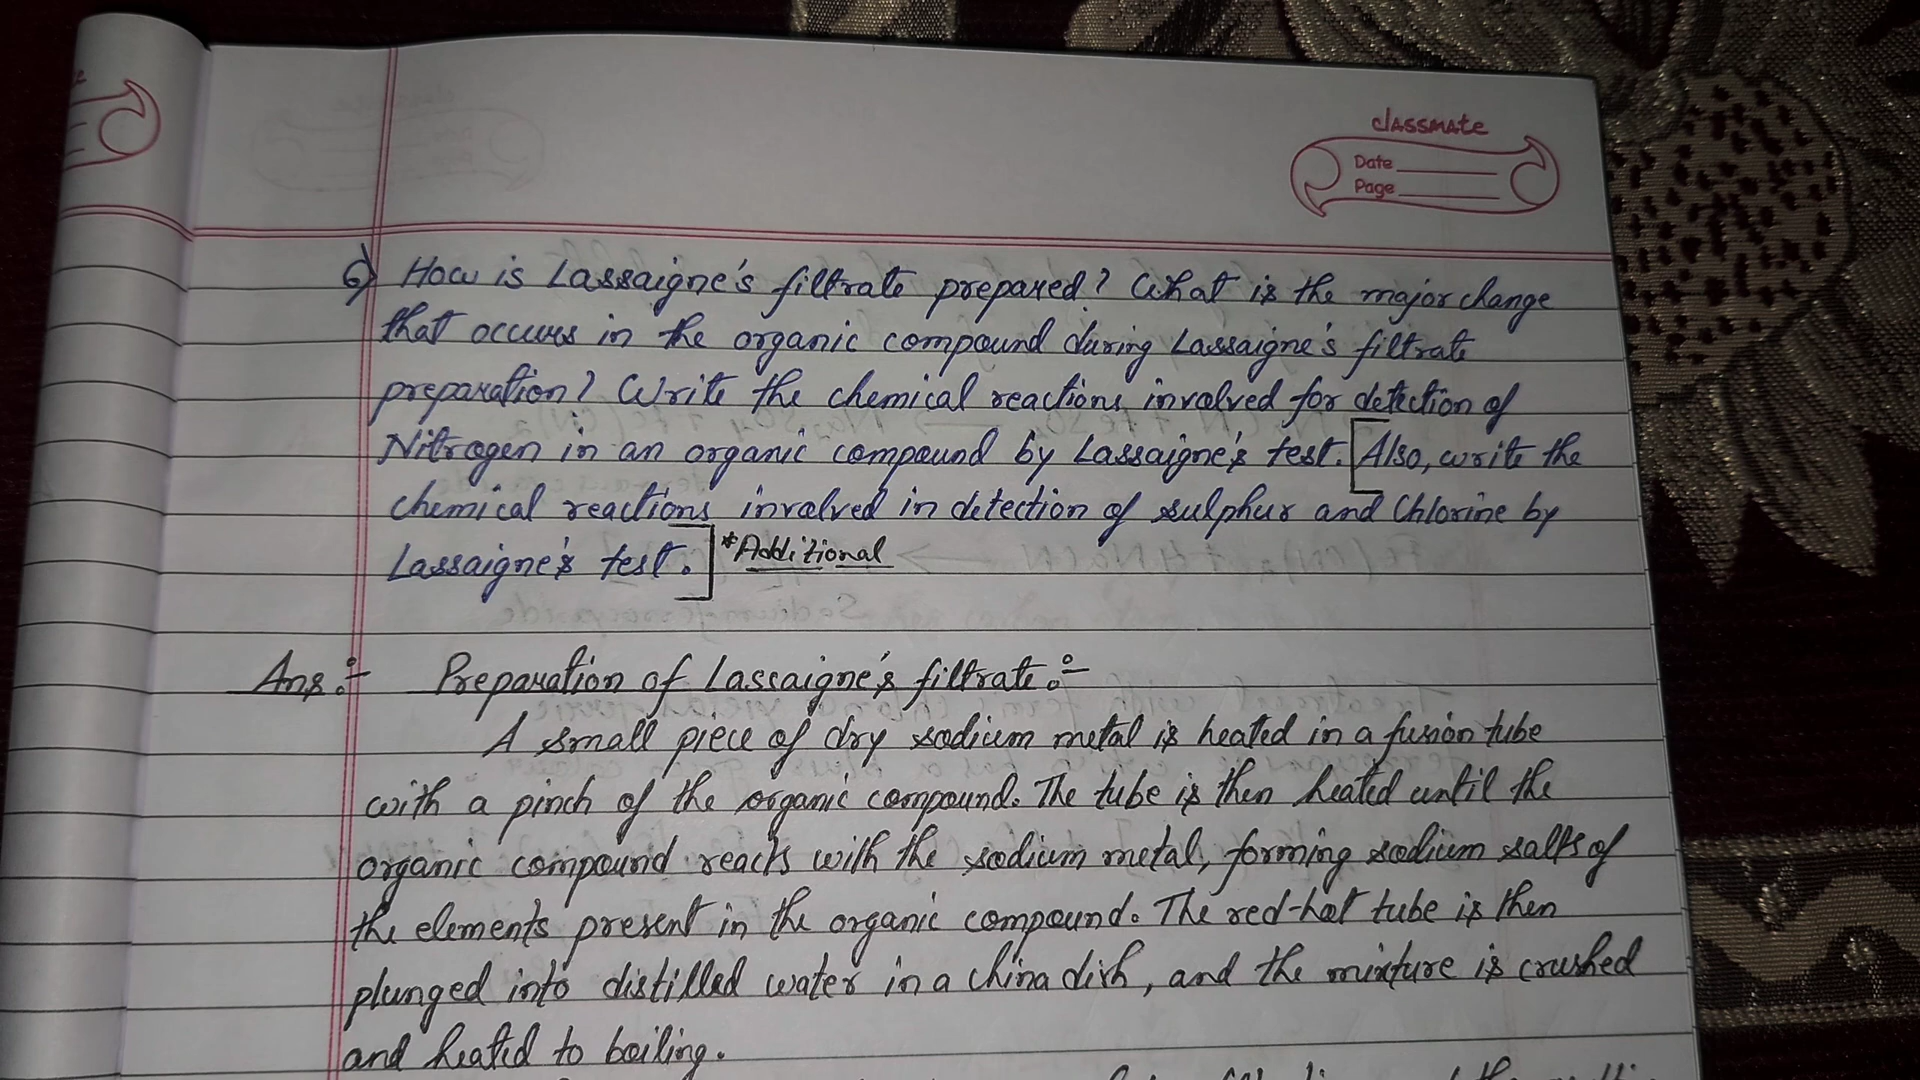 classmate
Date
Page
6) How is Lassaigne's filtrate prepared? What is the major change
that occurs in the organic compound during Lassaigne's filtrate
preparation? Write the chemical reactions involved for detection of
Nitrogen in an organic compound by Lassaigne's test. [Also, write the
chemical reactions involved in detection of sulphur and Chlorine by
Lassaigne's test.] *Additional
Ans:- Preparation of Lassaigne's filtrate:-
A small piece of dry sodium metal is heated in a fusion tube
with a pinch of the organic compound. The tube is then heated until the
organic compound reacts with the sodium metal, forming sodium salts of
the elements present in the organic compound. The red-hot tube is then
plunged into distilled water in a china dish, and the mixture is crushed
and heated to boiling.